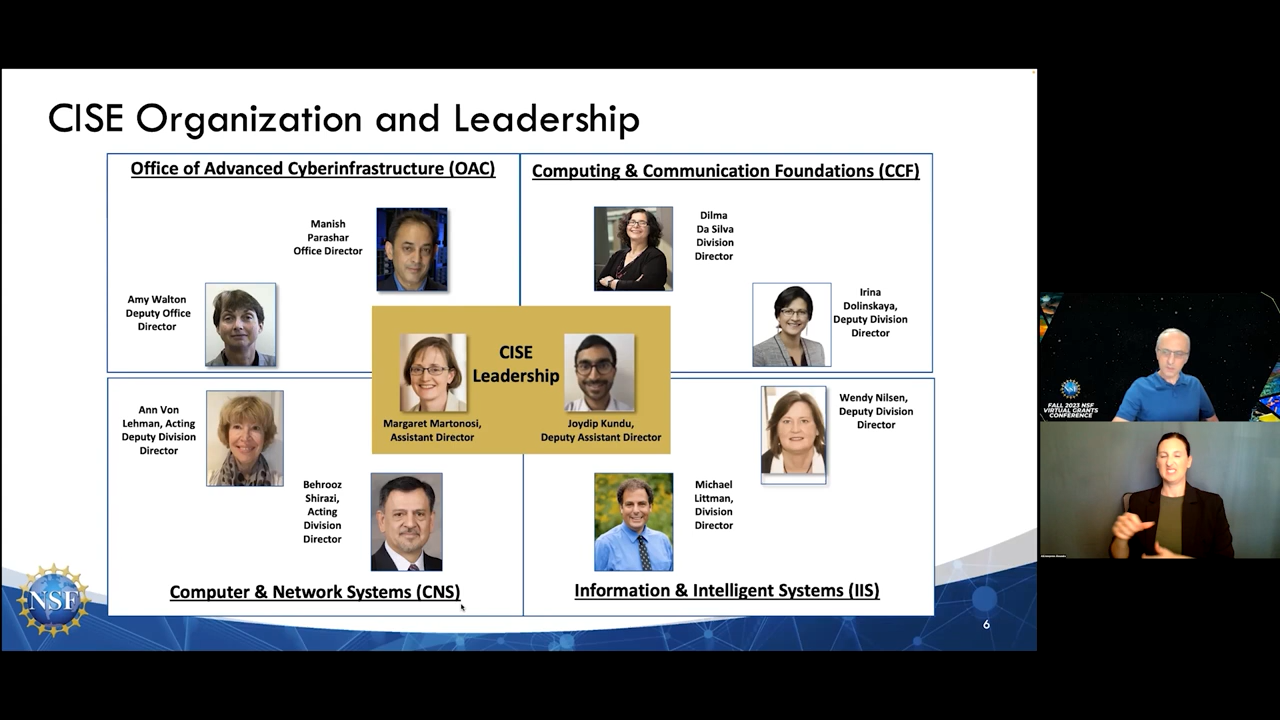 CISE Organization and Leadership
Office of Advanced Cyberinfrastructure (OAC)
Manish
Parashar
Office Director
Amy Walton
Deputy Office
Director
Computing & Communication Foundations (CCF)
Dilma
Da Silva
Division
Director
Irina
Dolinskaya,
Deputy Division
Director
CISE
Leadership
Margaret Martonosi,
Assistant Director
Joydip Kundu,
Deputy Assistant Director
Ann Von
Lehman, Acting
Deputy Division
Director
Behrooz
Shirazi,
Acting
Division
Director
Computer & Network Systems (CNS)
Wendy Nilsen,
Deputy Division
Director
Michael
Littman,
Division
Director
Information & Intelligent Systems (IIS)
NSF
6
FALL 2023 NSF
VIRTUAL GRANTS
CONFERENCE